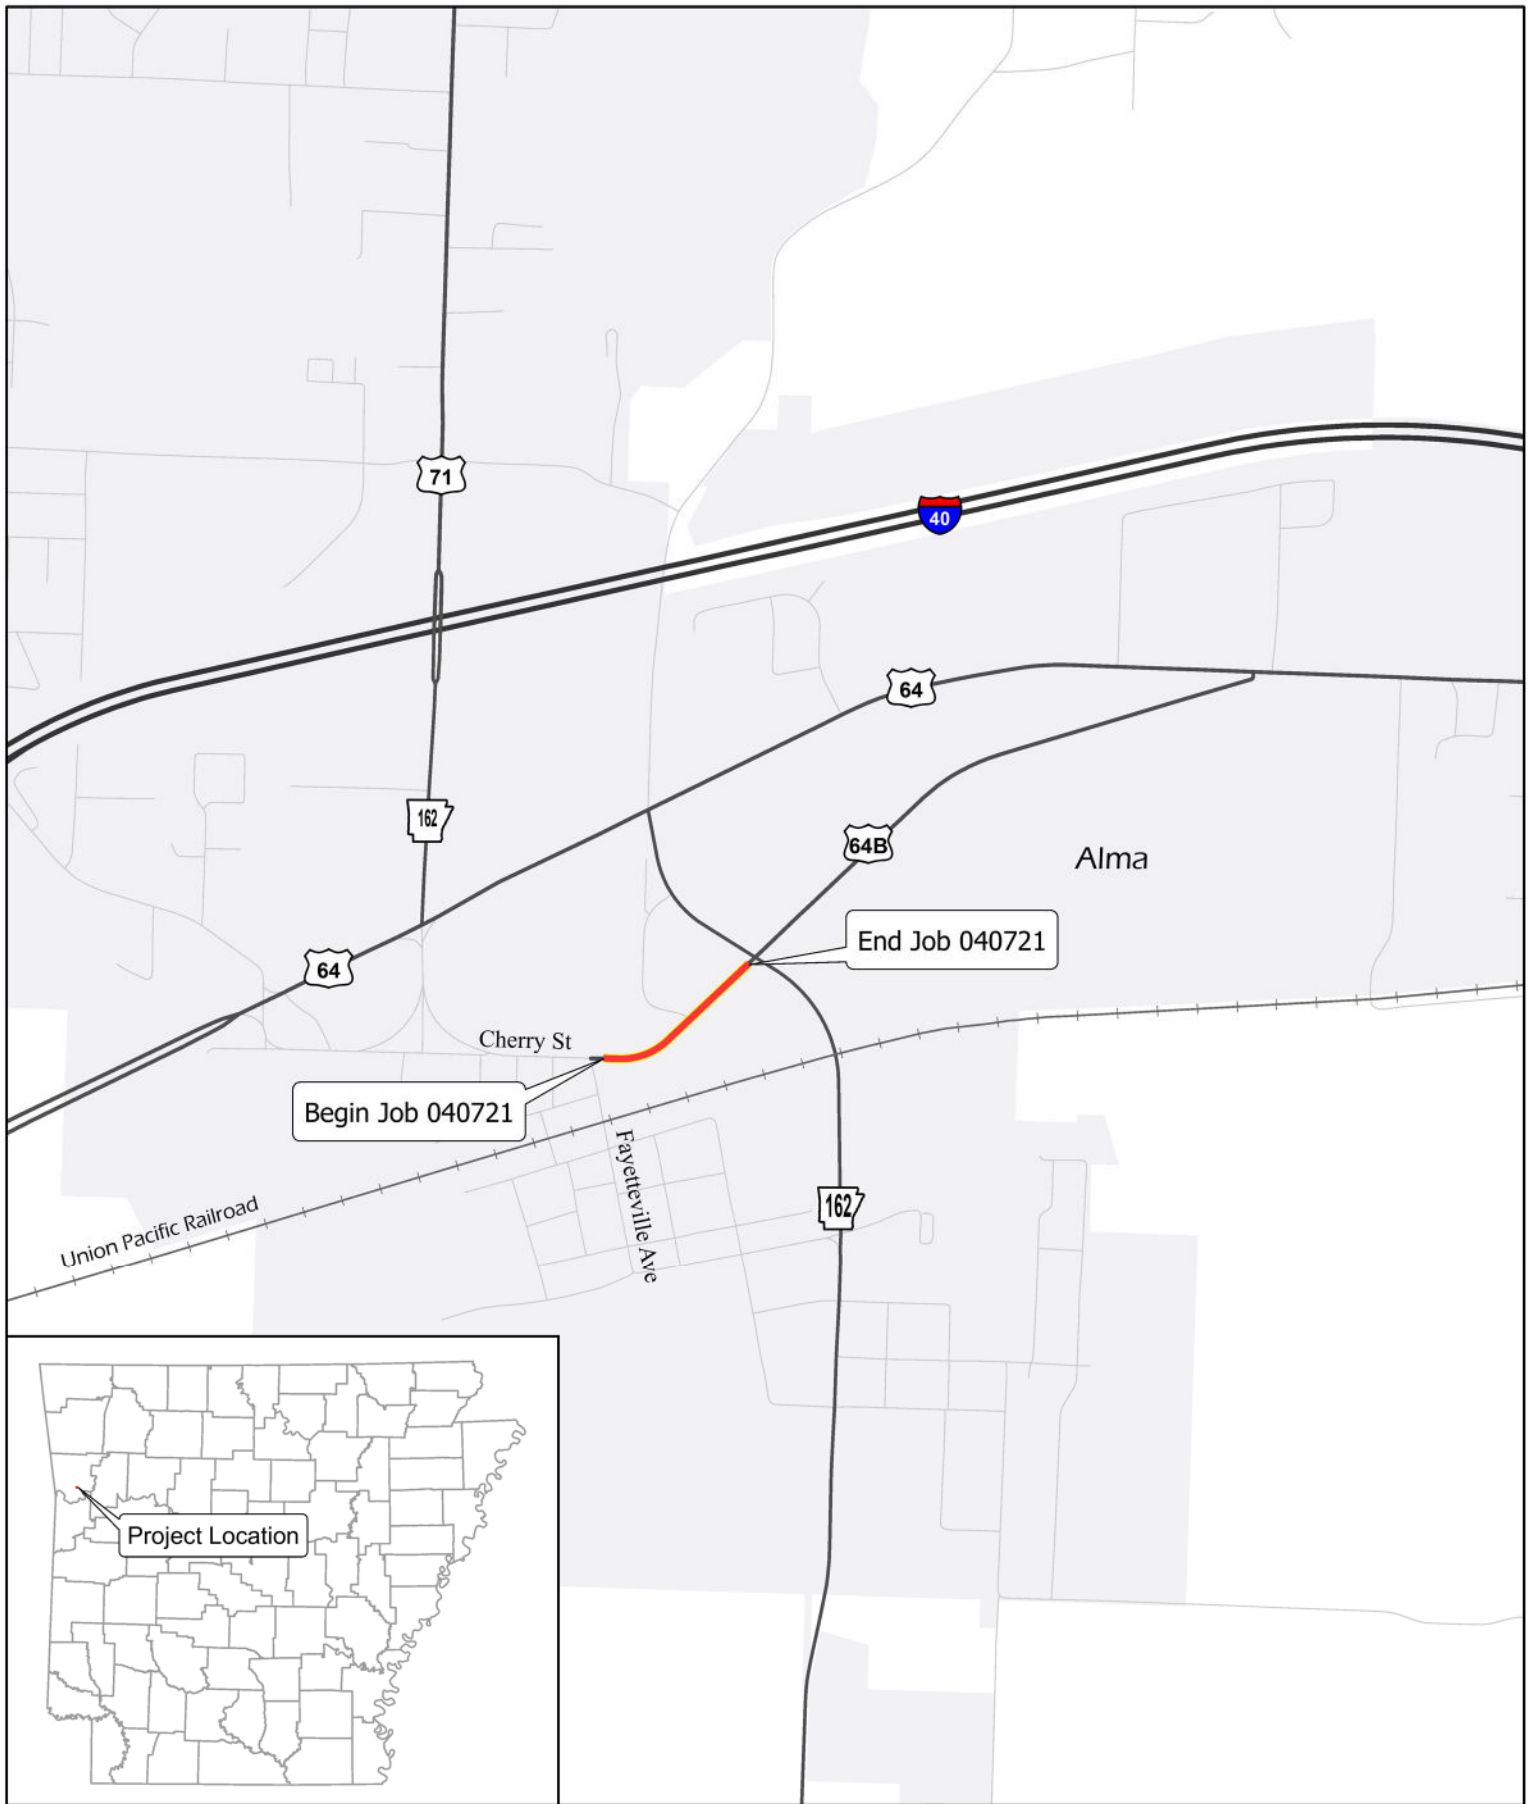 71
40
64
162
64B
Alma
End Job 040721
64
Cherry St
Begin Job 040721
Fayetteville Ave
162
Union Pacific Railroad
Project Location